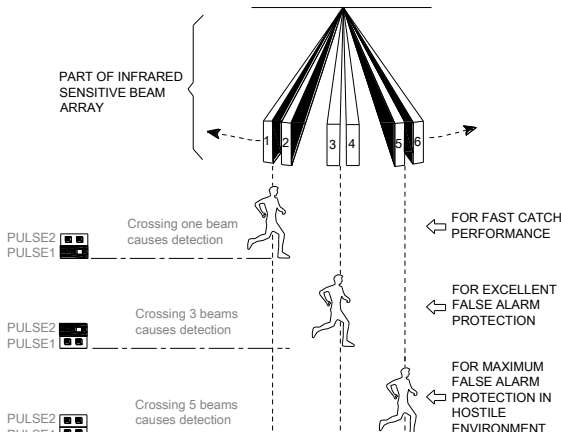 PART OF INFRARED
SENSITIVE BEAM
ARRAY
1 2 3 4 5 6
Crossing one beam
causes detection
PULSE2
PULSE1
FOR FAST CATCH
PERFORMANCE
Crossing 3 beams
causes detection
PULSE2
PULSE1
FOR EXCELLENT
FALSE ALARM
PROTECTION
Crossing 5 beams
causes detection
PULSE2
PULSE1
FOR MAXIMUM
FALSE ALARM
PROTECTION IN
HOSTILE
ENVIRONMENT